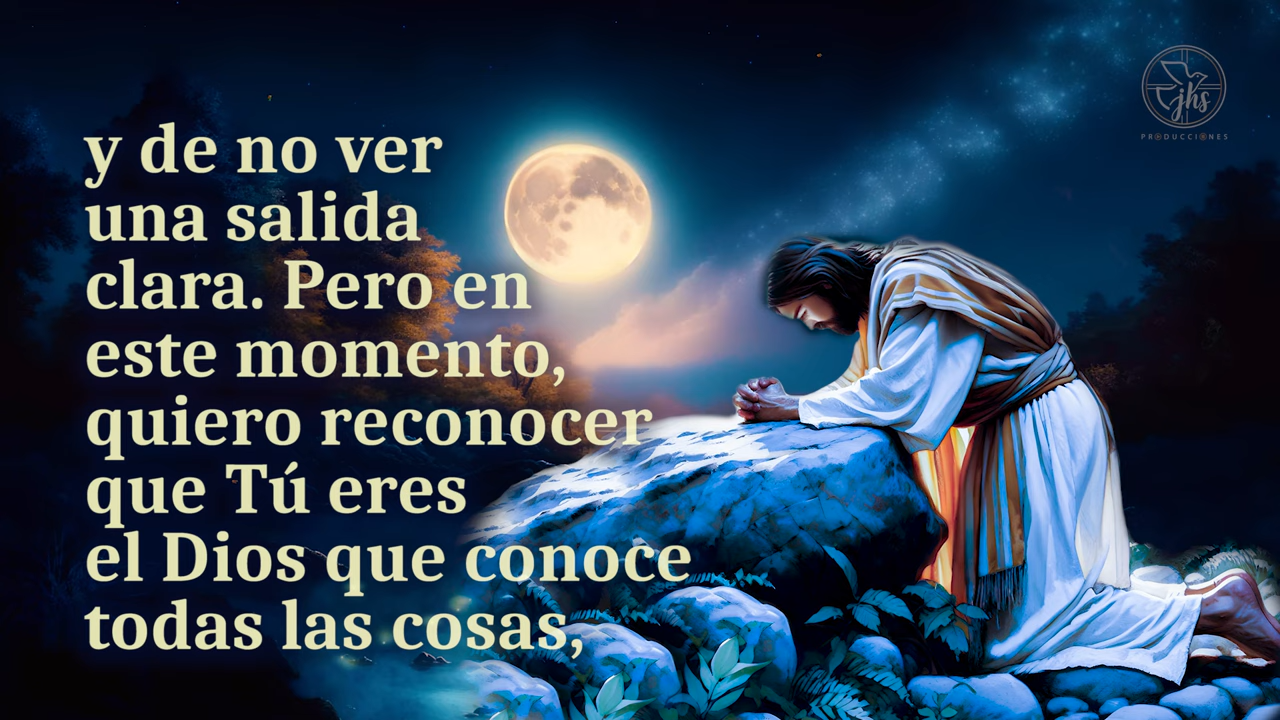 y de no ver
una salida
clara. Pero en
este momento,
quiero reconocer
que Tú eres
el Dios que conoce
todas las cosas,
jhs
PRODUCCIONES